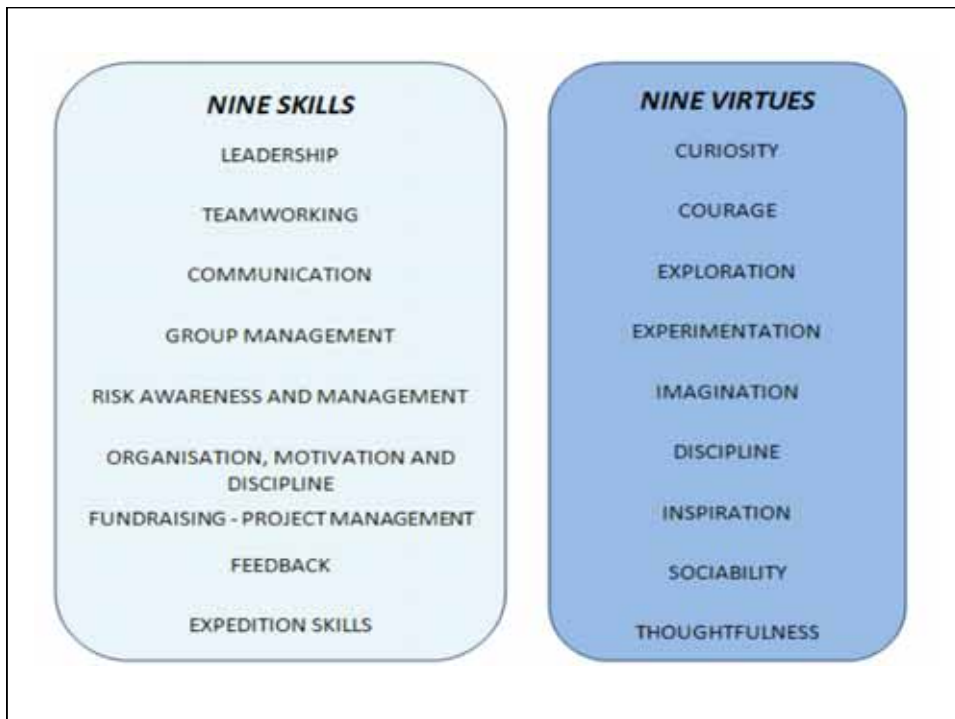 NINE SKILLS
LEADERSHIP
TEAMWORKING
COMMUNICATION
GROUP MANAGEMENT
RISK AWARENESS AND MANAGEMENT
ORGANISATION, MOTIVATION AND
DISCIPLINE
FUNDRAISING - PROJECT MANAGEMENT
FEEDBACK
EXPEDITION SKILLS
NINE VIRTUES
CURIOSITY
COURAGE
EXPLORATION
EXPERIMENTATION
IMAGINATION
DISCIPLINE
INSPIRATION
SOCIABILITY
THOUGHTFULNESS